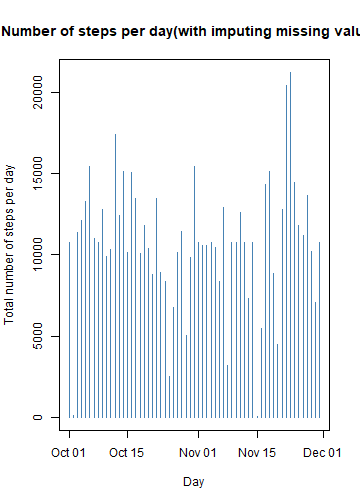 Number of steps per day(with imputing missing valu
Total number of steps per day
0
5000
10000
15000
20000
Oct 01
Oct 15
Nov 01
Nov 15
Dec 01
Day